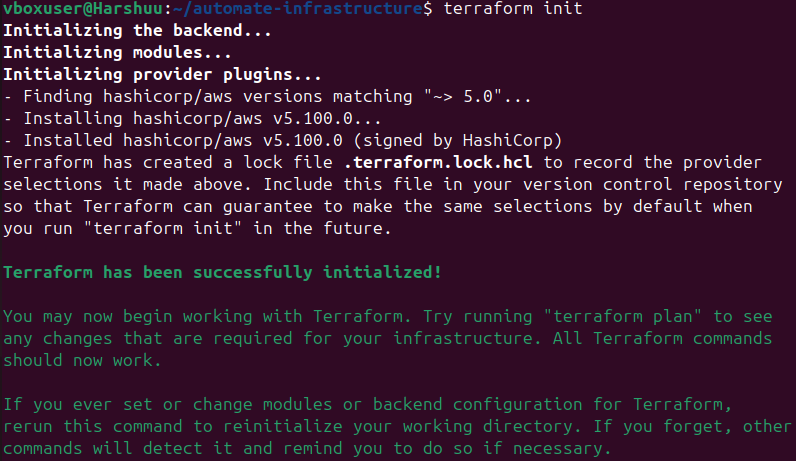 vboxuser@Harshuu:~/automate-infrastructure$ terraform init
Initializing the backend...
Initializing modules...
Initializing provider plugins...
- Finding hashicorp/aws versions matching "~> 5.0"...
- Installing hashicorp/aws v5.100.0...
- Installed hashicorp/aws v5.100.0 (signed by HashiCorp)
Terraform has created a lock file .terraform.lock.hcl to record the provider
selections it made above. Include this file in your version control repository
so that Terraform can guarantee to make the same selections by default when
you run "terraform init" in the future.
Terraform has been successfully initialized!
You may now begin working with Terraform. Try running "terraform plan" to see
any changes that are required for your infrastructure. All Terraform commands
should now work.
If you ever set or change modules or backend configuration for Terraform,
rerun this command to reinitialize your working directory. If you forget, other
commands will detect it and remind you to do so if necessary.